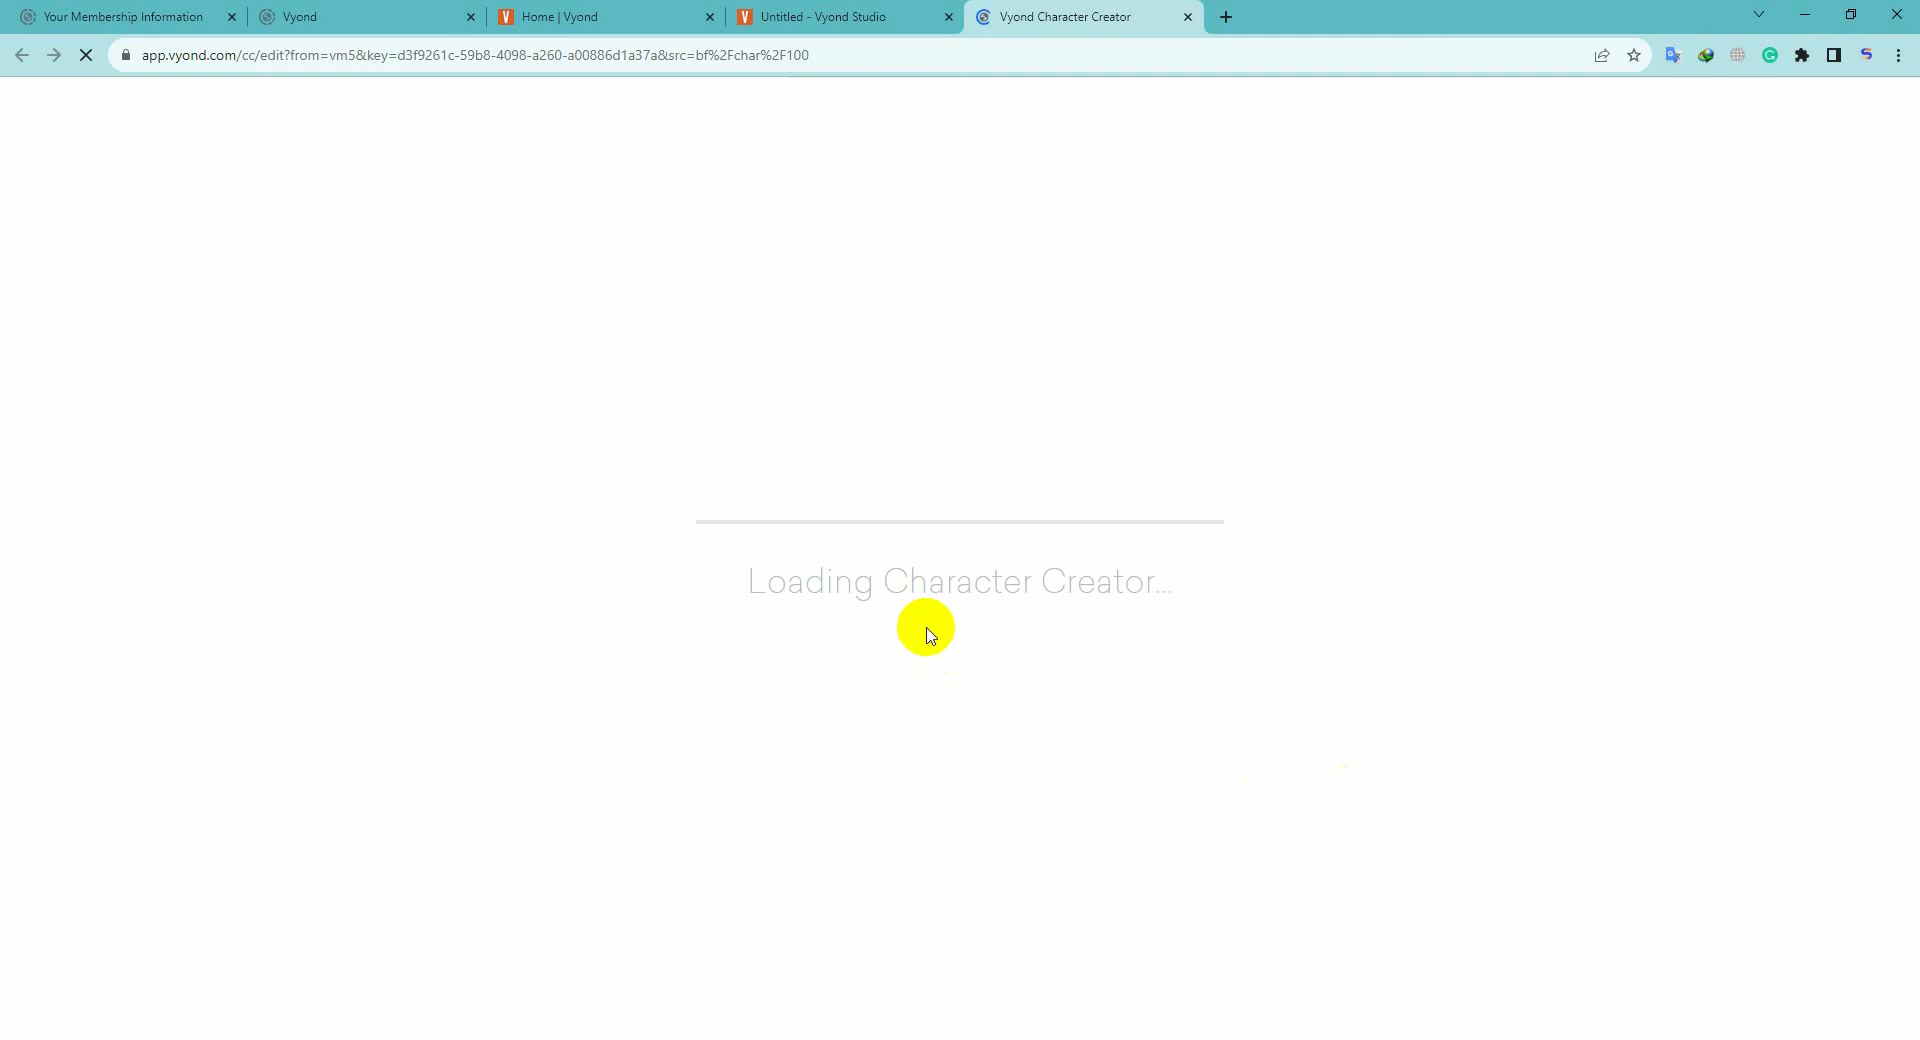 Your Membership Information
Vyond
Home | Vyond
Untitled - Vyond Studio
Vyond Character Creator
app.vyond.com/cc/edit?from=vm5&key=d3f9261c-59b8-4098-a260-a00886d1a37a&src=bf%2Fchar%2F100
Loading Character Creator...